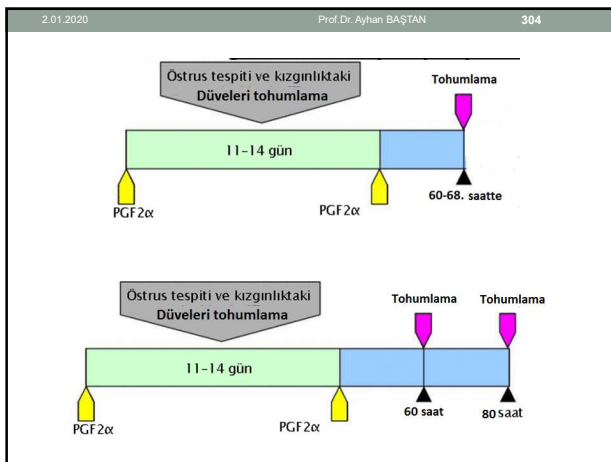 2.01.2020 Prof.Dr. Ayhan BAŞTAN 304
Östrus tespiti ve kızgınlıktaki
Düveleri tohumlama
Tohumlama
11–14 gün
PGF2α
PGF2α
60-68. saatte
Östrus tespiti ve kızgınlıktaki
Düveleri tohumlama
Tohumlama
Tohumlama
11–14 gün
PGF2α
PGF2α
60 saat
80 saat